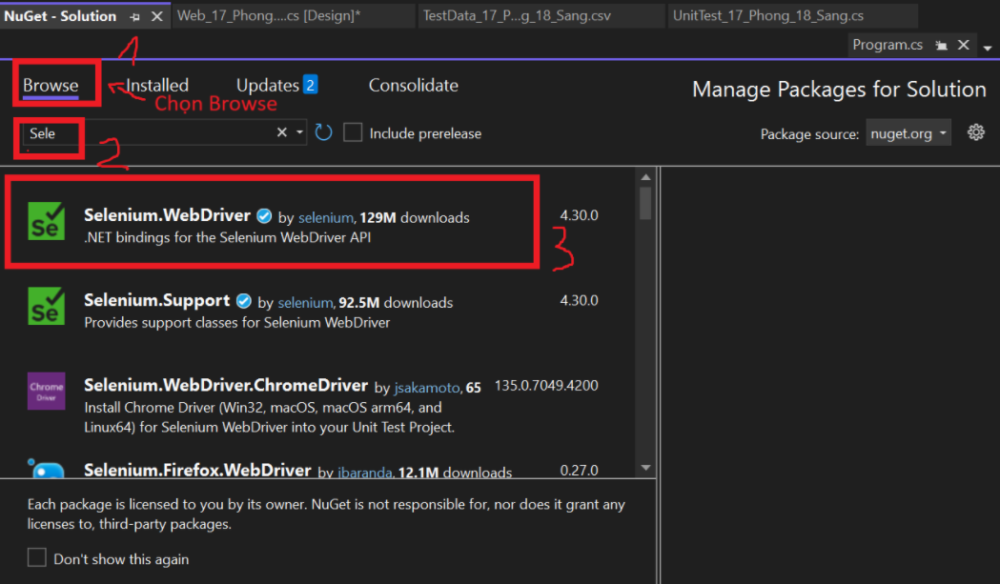 NuGet - Solution
Web_17_Phong....cs [Design]*
TestData_17_P...g_18_Sang.csv
UnitTest_17_Phong_18_Sang.cs
Program.cs
1
Browse
Installed
Updates 2
Consolidate
Manage Packages for Solution
Chọn Browse
Sele
Include prerelease
Package source: nuget.org
2
Selenium.WebDriver by selenium, 129M downloads
4.30.0
.NET bindings for the Selenium WebDriver API
3
Selenium.Support by selenium, 92.5M downloads
4.30.0
Provides support classes for Selenium WebDriver
Chrome
Driver
Selenium.WebDriver.ChromeDriver by jsakamoto, 65
135.0.7049.4200
Install Chrome Driver (Win32, macOS, macOS arm64, and
Linux64) for Selenium WebDriver into your Unit Test Project.
Selenium.Firefox.WebDriver by jbaranda, 12.1M downloads
0.27.0
Each package is licensed to you by its owner. NuGet is not responsible for, nor does it grant any
licenses to, third-party packages.
Don't show this again
Se
Se